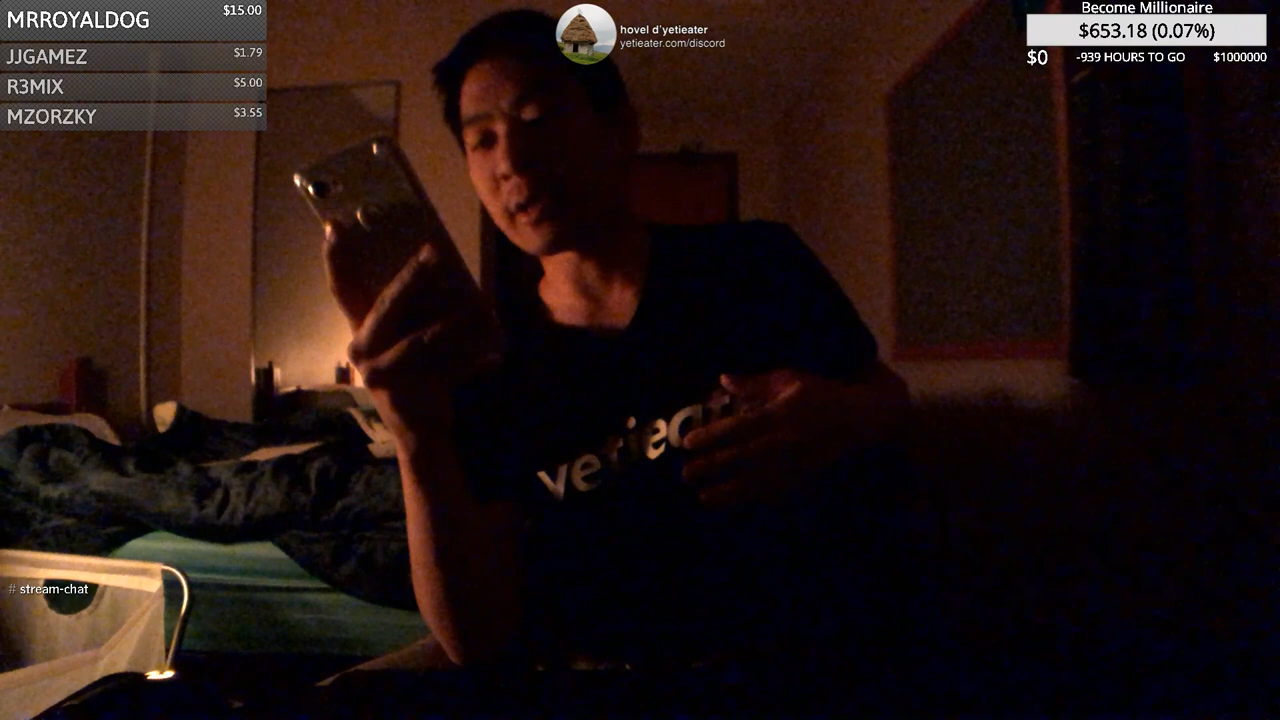 MRROYALDOG $15.00
JJGAMEZ $1.79
R3MIX $5.00
MZORZKY $3.55
hovel d'yetieater
yetieater.com/discord
Become Millionaire
$653.18 (0.07%)
$0 -939 HOURS TO GO $1000000
yetieat
# stream-chat